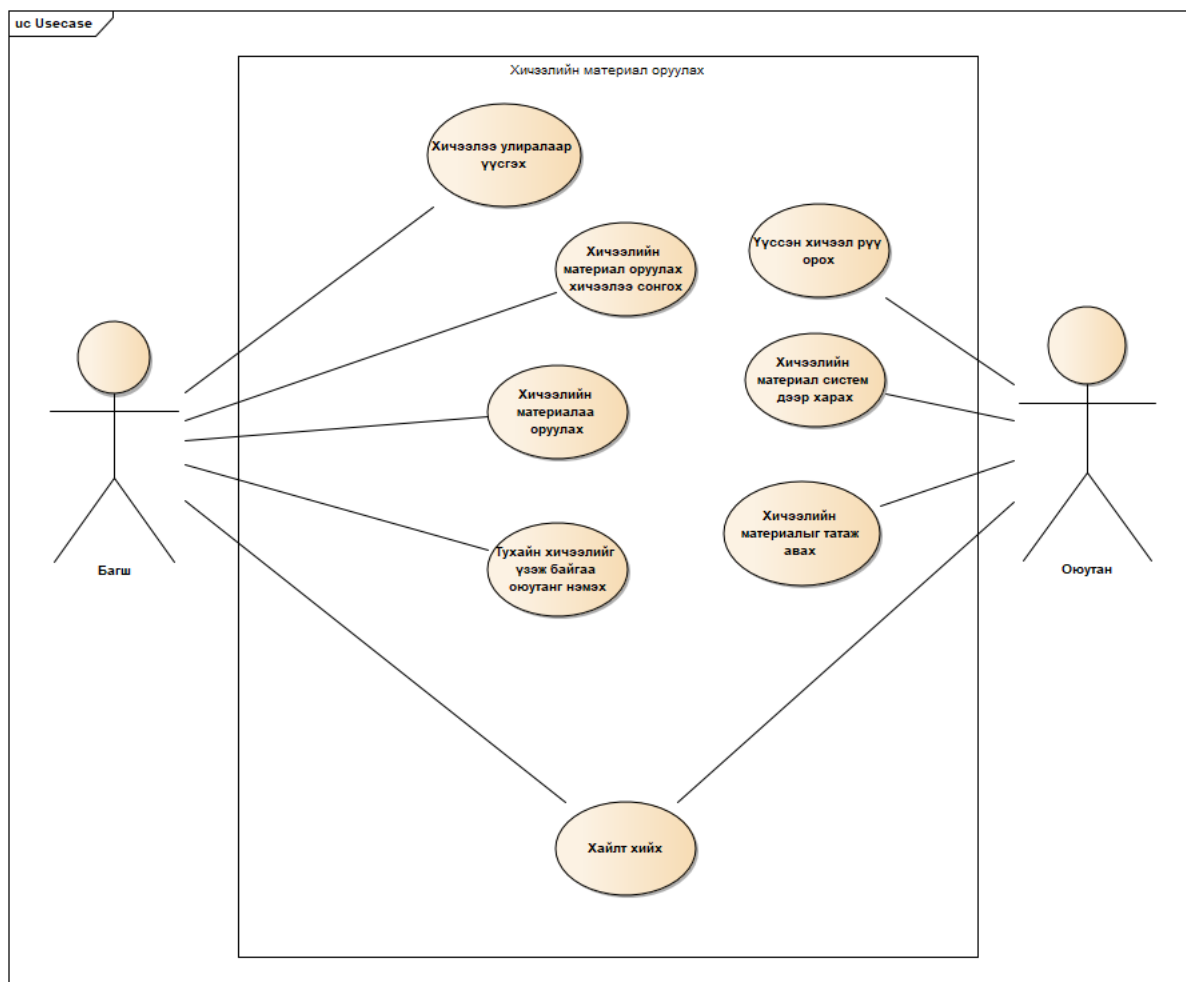 uc Usecase
Хичээлийн материал оруулах
Хичээлээ улиралаар
үүсгэх
Хичээлийн
материал оруулах
хичээлээ сонгох
Үүссэн хичээл рүү
орох
Хичээлийн
материал систем
дээр харах
Хичээлийн
материалаа
оруулах
Хичээлийн
материалыг татаж
авах
Тухайн хичээлийг
үзэж байгаа
оюутанг нэмэх
Багш
Оюутан
Хайлт хийх